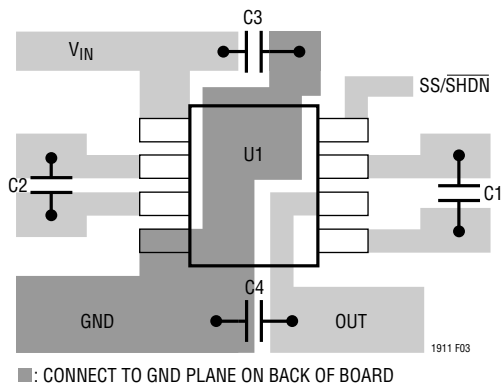 C3
VIN
SS/SHDN
U1
C2
C1
C4
GND
OUT
1911 F03
: CONNECT TO GND PLANE ON BACK OF BOARD